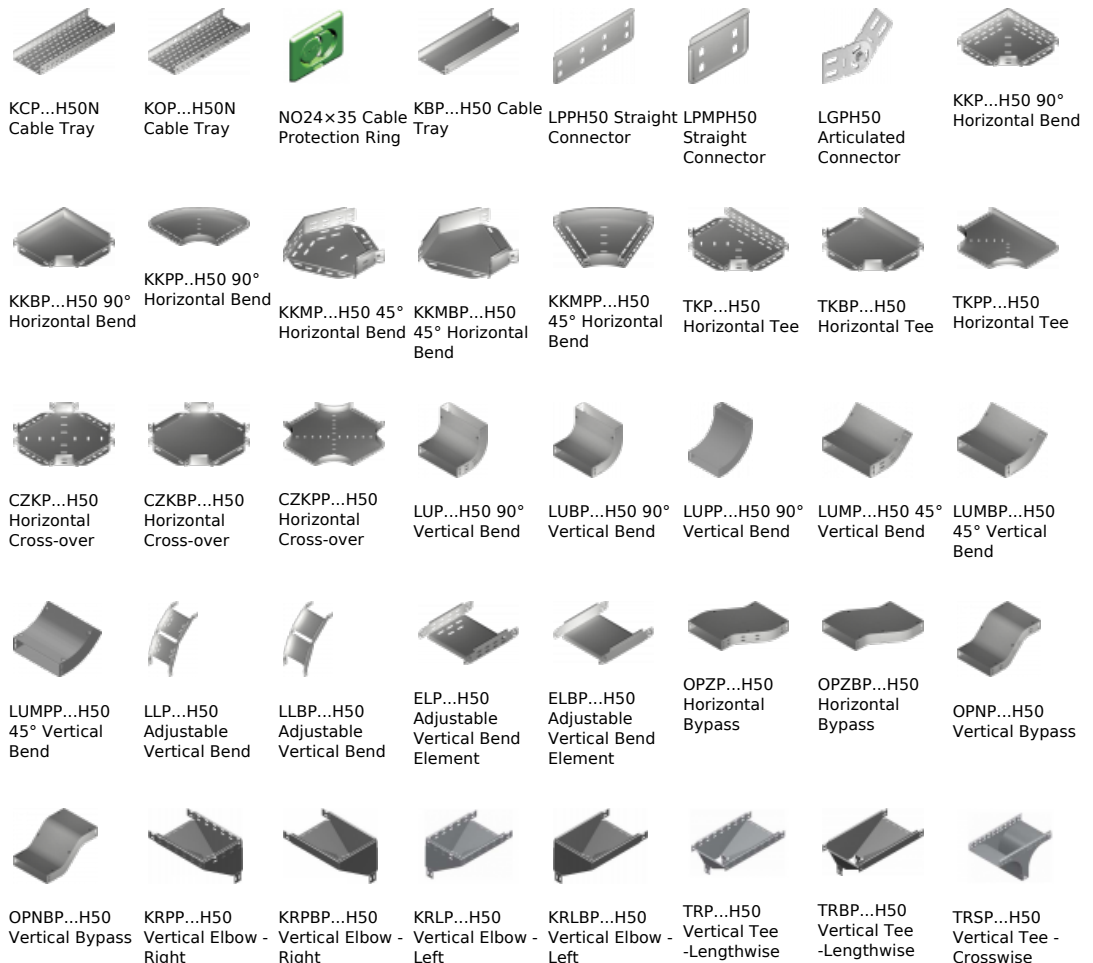 KCP...H50N
Cable Tray
KOP...H50N
Cable Tray
NO24×35 Cable
Protection Ring
KBP...H50 Cable
Tray
LPPH50 Straight
Connector
LPMPH50
Straight
Connector
LGPH50
Articulated
Connector
KKP...H50 90°
Horizontal Bend
KKBP...H50 90°
Horizontal Bend
KKPP..H50 90°
Horizontal Bend
KKMP...H50 45°
Horizontal Bend
KKMBP...H50
45° Horizontal
Bend
KKMPP...H50
45° Horizontal
Bend
TKP...H50
Horizontal Tee
TKBP...H50
Horizontal Tee
TKPP...H50
Horizontal Tee
CZKP...H50
Horizontal
Cross-over
CZKBP...H50
Horizontal
Cross-over
CZKPP...H50
Horizontal
Cross-over
LUP...H50 90°
Vertical Bend
LUBP...H50 90°
Vertical Bend
LUPP...H50 90°
Vertical Bend
LUMP...H50 45°
Vertical Bend
LUMBP...H50
45° Vertical
Bend
LUMPP...H50
45° Vertical
Bend
LLP...H50
Adjustable
Vertical Bend
LLBP...H50
Adjustable
Vertical Bend
ELP...H50
Adjustable
Vertical Bend
Element
ELBP...H50
Adjustable
Vertical Bend
Element
OPZP...H50
Horizontal
Bypass
OPZBP...H50
Horizontal
Bypass
OPNP...H50
Vertical Bypass
OPNBP...H50
Vertical Bypass
KRPP...H50
Vertical Elbow -
Right
KRPBP...H50
Vertical Elbow -
Right
KRLP...H50
Vertical Elbow -
Left
KRLBP...H50
Vertical Elbow -
Left
TRP...H50
Vertical Tee
-Lengthwise
TRBP...H50
Vertical Tee
-Lengthwise
TRSP...H50
Vertical Tee -
Crosswise